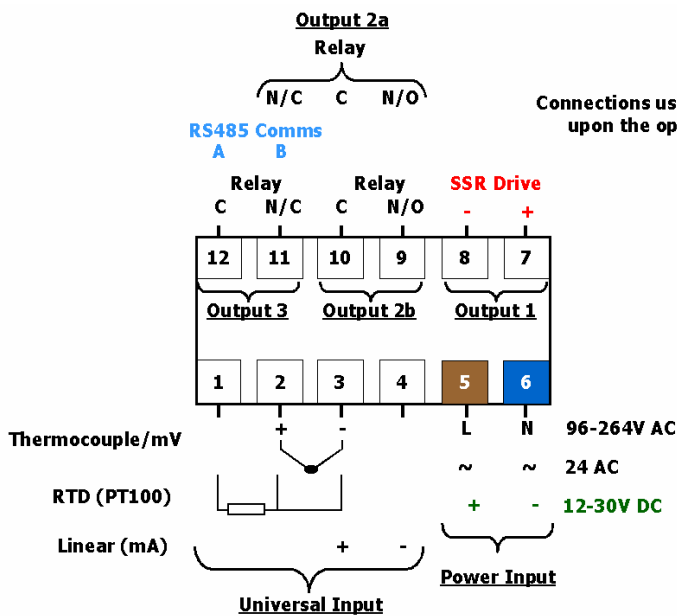 Output 2a
Relay
N/C C N/O
Connections us
upon the op
RS485 Comms
A B
Relay Relay SSR Drive
C N/C C N/O - +
12 11 10 9 8 7
Output 3 Output 2b Output 1
1 2 3 4 5 6
+ - L N 96-264V AC
Thermocouple/mV
~ ~ 24 AC
RTD (PT100)
+ - 12-30V DC
Linear (mA) + -
Power Input
Universal Input